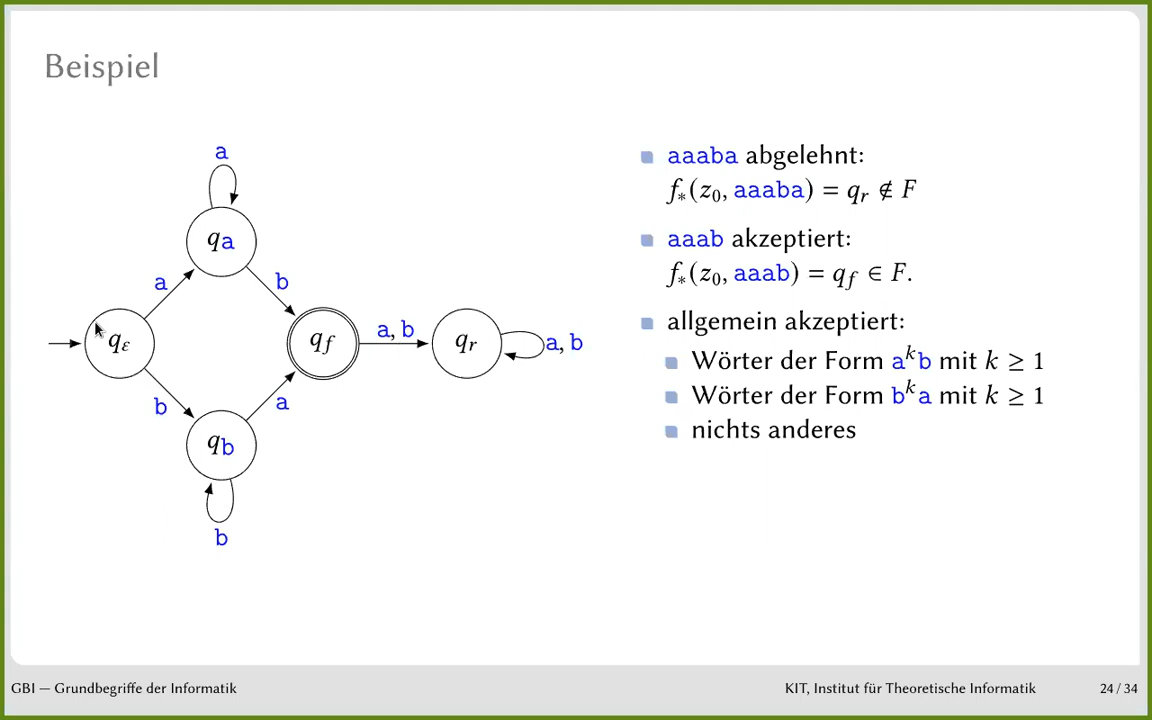 Beispiel
a
qa
a
b
qε
qf
a, b
qr
a, b
b
a
qb
b
aaaba abgelehnt:
f*(z0, aaaba) = qr ∉ F
aaab akzeptiert:
f*(z0, aaab) = qf ∈ F.
allgemein akzeptiert:
Wörter der Form a^k b mit k ≥ 1
Wörter der Form b^k a mit k ≥ 1
nichts anderes
GBI — Grundbegriffe der Informatik
KIT, Institut für Theoretische Informatik
24 / 34